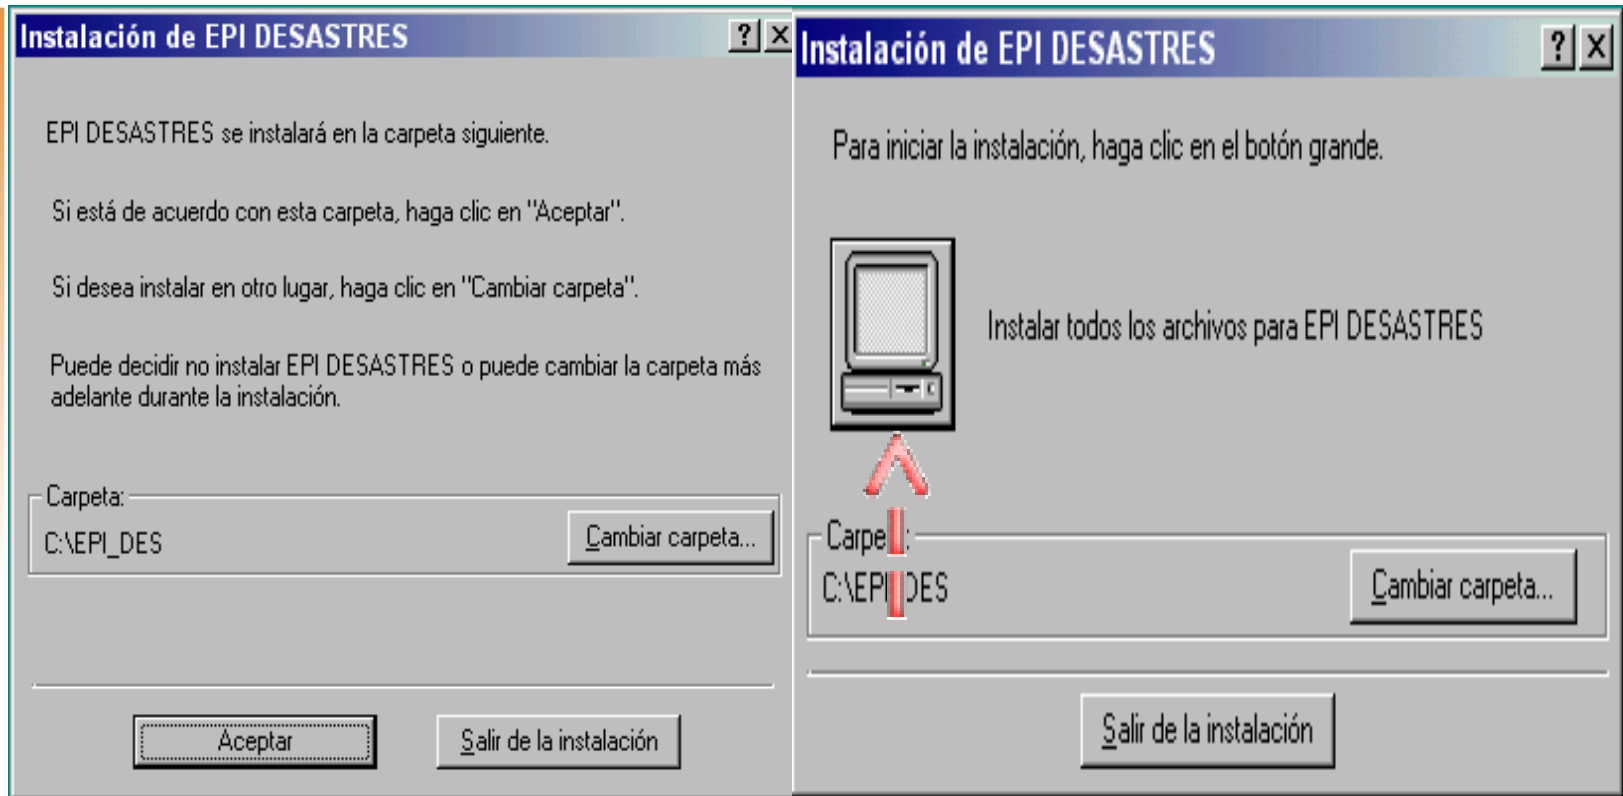 Instalación de EPI DESASTRES
EPI DESASTRES se instalará en la carpeta siguiente.
Si está de acuerdo con esta carpeta, haga clic en "Aceptar".
Si desea instalar en otro lugar, haga clic en "Cambiar carpeta".
Puede decidir no instalar EPI DESASTRES o puede cambiar la carpeta más
adelante durante la instalación.
Carpeta:
C:\EPI_DES
Cambiar carpeta...
Aceptar
Salir de la instalación
Instalación de EPI DESASTRES
Para iniciar la instalación, haga clic en el botón grande.
Instalar todos los archivos para EPI DESASTRES
Carpeta:
C:\EPI_DES
Cambiar carpeta...
Salir de la instalación